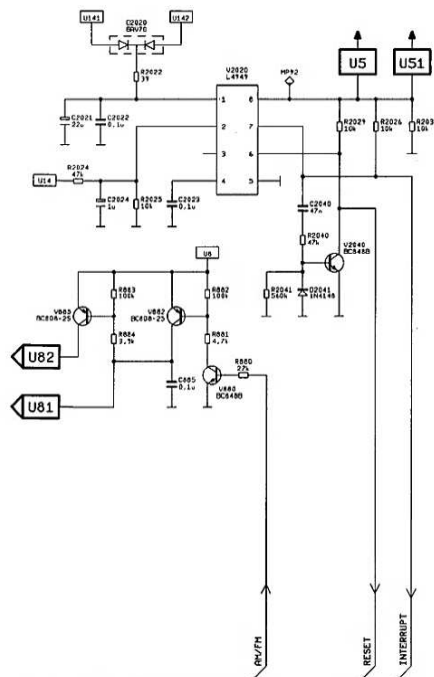 U141
U142
BAV70
R2022
39
V2020
L4949
MP92
U5
U51
1
8
2
7
3
6
4
5
C2021
22u
C2022
0.1u
R2029
10k
R2026
10k
10k
U14
R2024
47k
C2024
1u
R2025
10k
C2023
0.1u
C2040
47n
R2040
47k
V2040
BC848B
R2041
560k
D2041
1N4148
U8
R883
100k
R882
100k
V883
BC808-25
V882
BC808-25
R884
3.9k
R881
4.7k
U82
R880
27k
C885
0.1u
V880
BC848B
U81
AM/FM
RESET
INTERRUPT